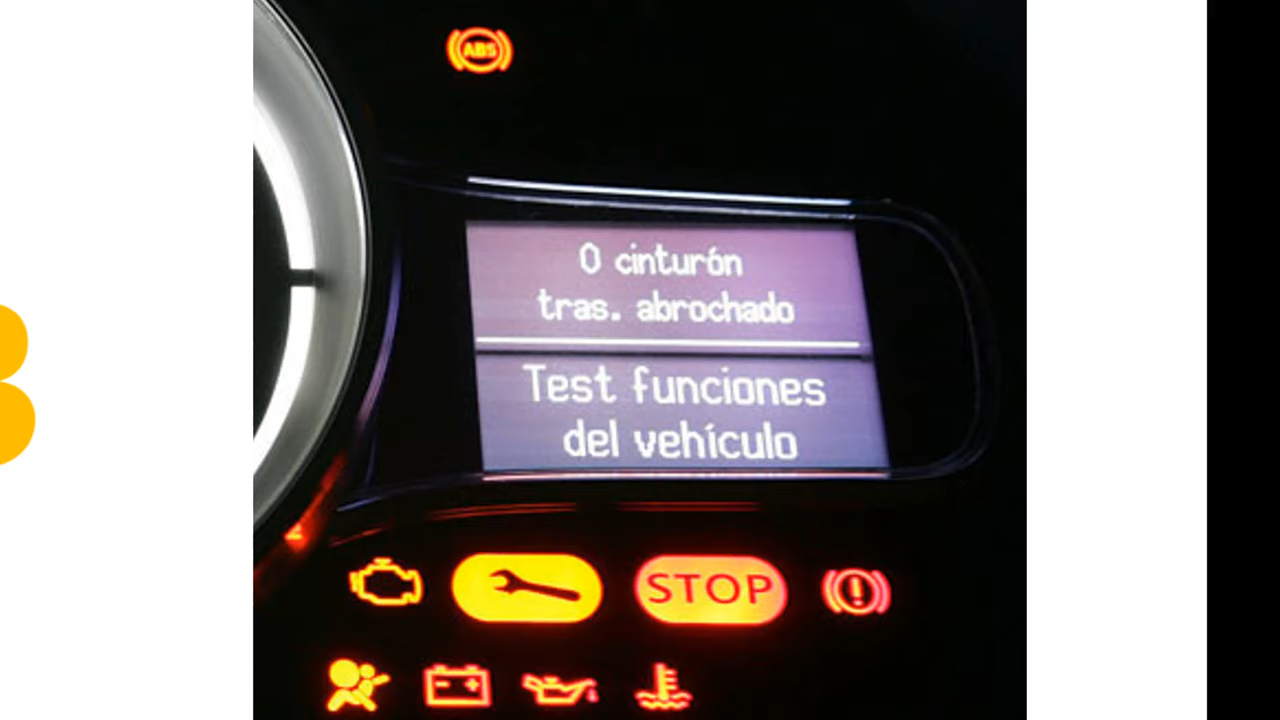 ABS
0 cinturón
tras. abrochado
Test funciones
del vehículo
STOP